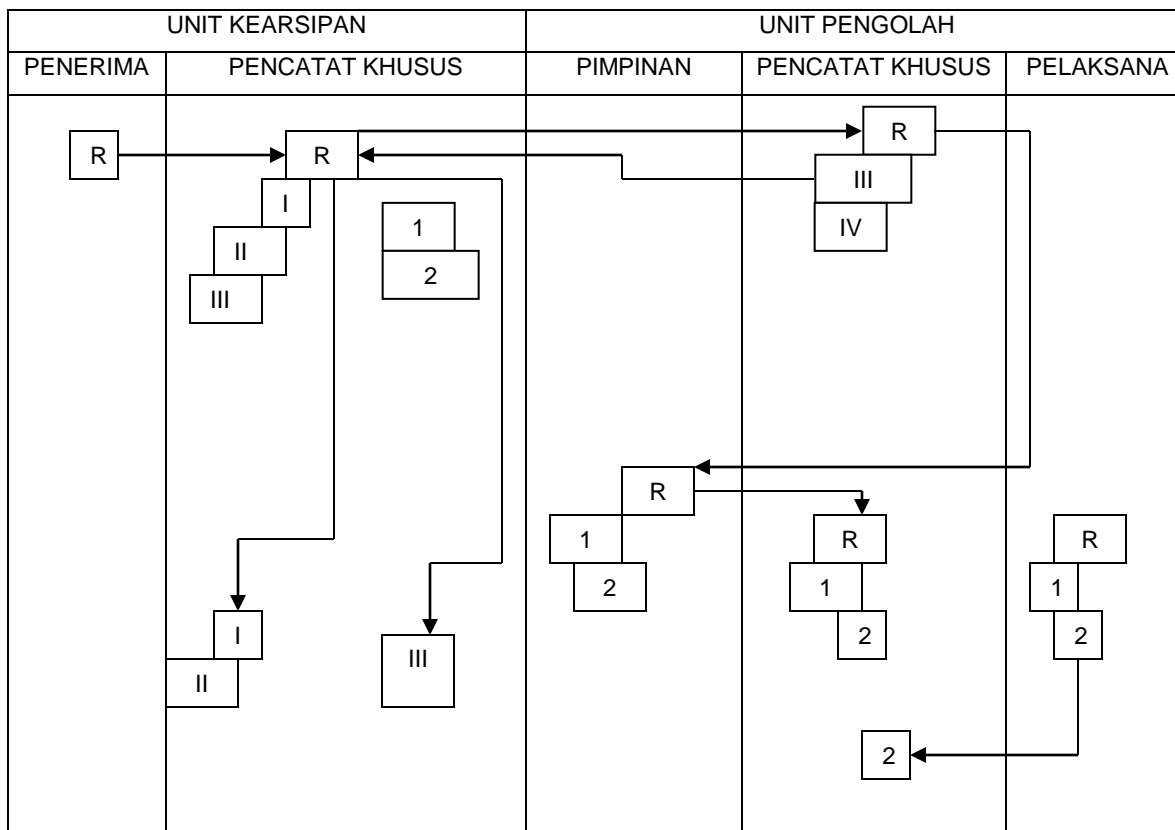 UNIT KEARSIPAN UNIT PENGOLAH
PENERIMA PENCATAT KHUSUS PIMPINAN PENCATAT KHUSUS PELAKSANA
R
R
R
III
IV
I
II
III
1
2
R
1
2
R
1
2
R
1
2
I
II
III
2